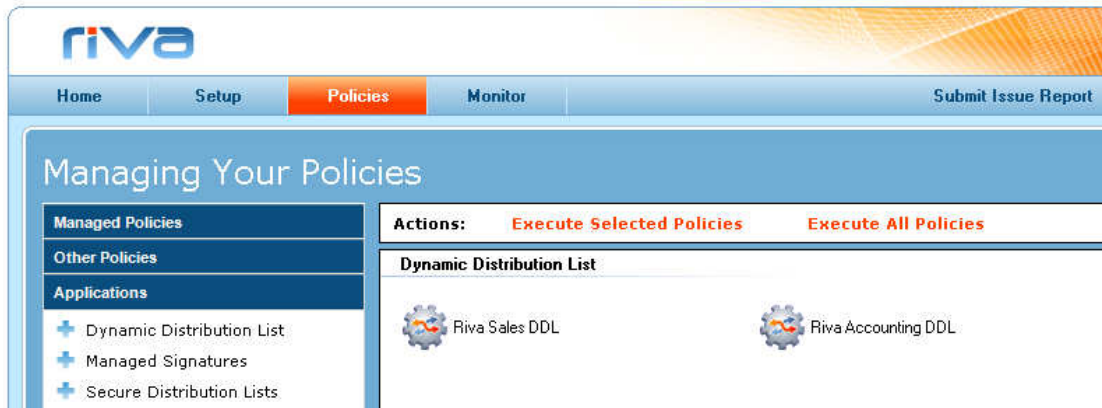 riva
Home Setup Policies Monitor Submit Issue Report
Managing Your Policies
Managed Policies
Other Policies
Applications
Dynamic Distribution List
Managed Signatures
Secure Distribution Lists
Actions: Execute Selected Policies Execute All Policies
Dynamic Distribution List
Riva Sales DDL Riva Accounting DDL